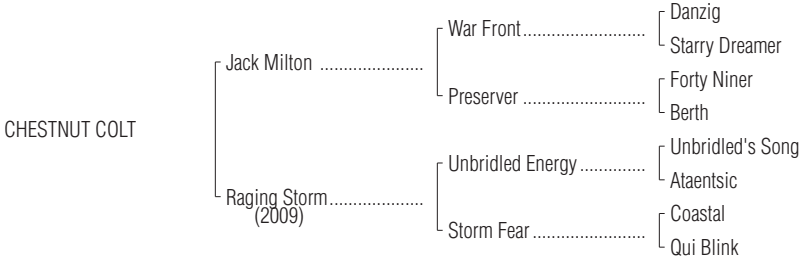 Danzig
War Front..........................
Starry Dreamer
Jack Milton ......................
Forty Niner
Preserver ..........................
Berth
CHESTNUT COLT
Unbridled's Song
Unbridled Energy ..............
Ataentsic
Raging Storm....................
(2009)
Coastal
Storm Fear ........................
Qui Blink